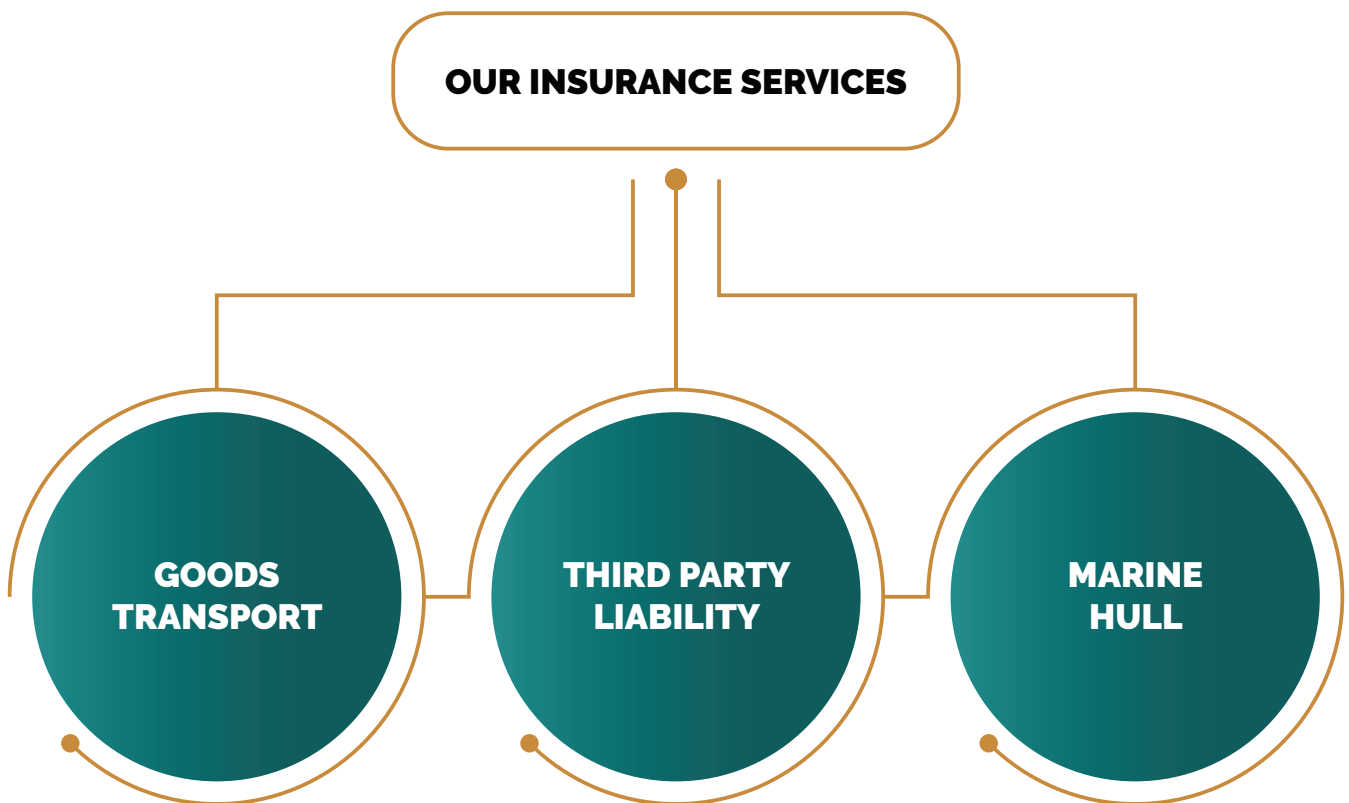 OUR INSURANCE SERVICES
GOODS
TRANSPORT
THIRD PARTY
LIABILITY
MARINE
HULL